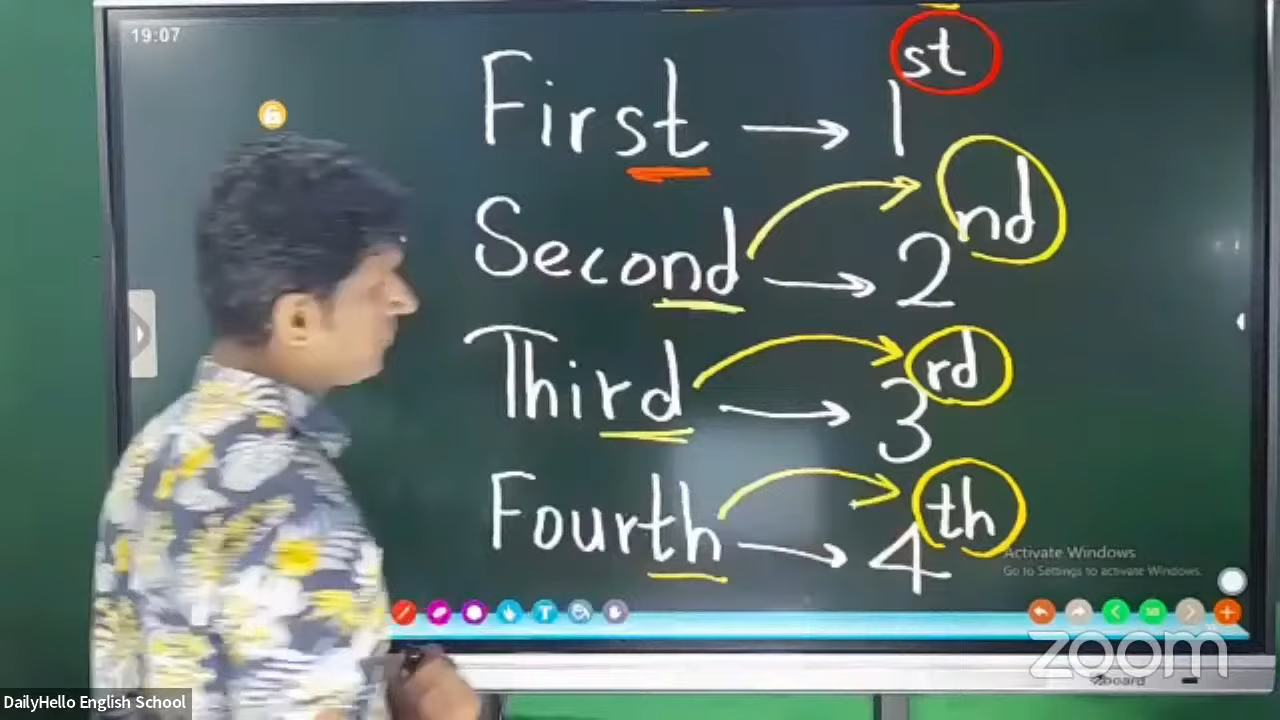 19:07
First → 1st
Second → 2nd
Third → 3rd
Fourth → 4th
Activate Windows
Go to Settings to activate Windows.
T
zoom
board
DailyHello English School